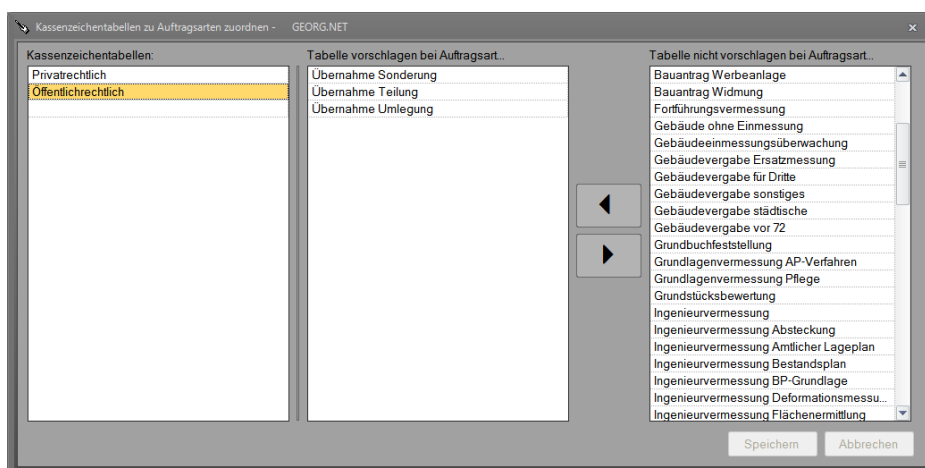 Kassenzeichentabellen zu Auftragsarten zuordnen - GEORG.NET
Kassenzeichentabellen:
Privatrechtlich
Öffentlichrechtlich
Tabelle vorschlagen bei Auftragsart...
Übernahme Sonderung
Übernahme Teilung
Übernahme Umlegung
Tabelle nicht vorschlagen bei Auftragsart...
Bauantrag Werbeanlage
Bauantrag Widmung
Fortführungsvermessung
Gebäude ohne Einmessung
Gebäudeeinmessungsüberwachung
Gebäudevergabe Ersatzmessung
Gebäudevergabe für Dritte
Gebäudevergabe sonstiges
Gebäudevergabe städtische
Gebäudevergabe vor 72
Grundbuchfeststellung
Grundlagenvermessung AP-Verfahren
Grundlagenvermessung Pflege
Grundstücksbewertung
Ingenieurvermessung
Ingenieurvermessung Absteckung
Ingenieurvermessung Amtlicher Lageplan
Ingenieurvermessung Bestandsplan
Ingenieurvermessung BP-Grundlage
Ingenieurvermessung Deformationsmessu...
Ingenieurvermessung Flächenermittlung
Speichern
Abbrechen